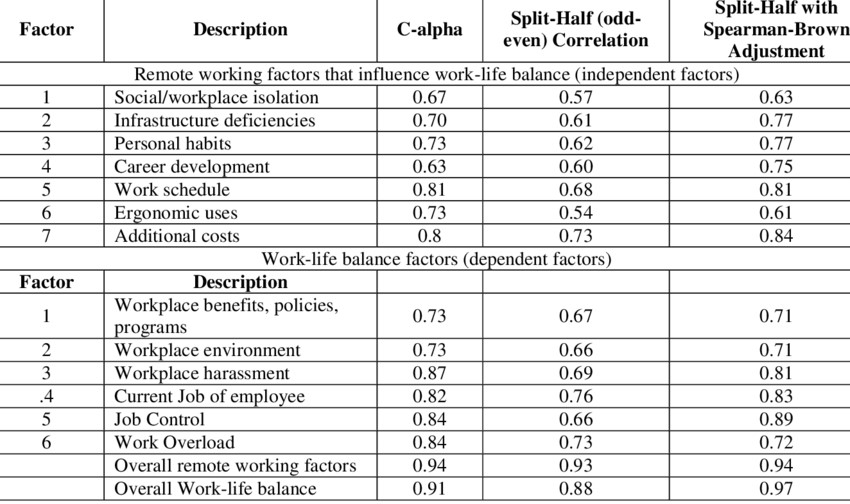 Factor Description C-alpha Split-Half (odd-even) Correlation Split-Half with Spearman-Brown Adjustment
Remote working factors that influence work-life balance (independent factors)
1 Social/workplace isolation 0.67 0.57 0.63
2 Infrastructure deficiencies 0.70 0.61 0.77
3 Personal habits 0.73 0.62 0.77
4 Career development 0.63 0.60 0.75
5 Work schedule 0.81 0.68 0.81
6 Ergonomic uses 0.73 0.54 0.61
7 Additional costs 0.8 0.73 0.84
Work-life balance factors (dependent factors)
Factor Description
1 Workplace benefits, policies, programs 0.73 0.67 0.71
2 Workplace environment 0.73 0.66 0.71
3 Workplace harassment 0.87 0.69 0.81
.4 Current Job of employee 0.82 0.76 0.83
5 Job Control 0.84 0.66 0.89
6 Work Overload 0.84 0.73 0.72
Overall remote working factors 0.94 0.93 0.94
Overall Work-life balance 0.91 0.88 0.97